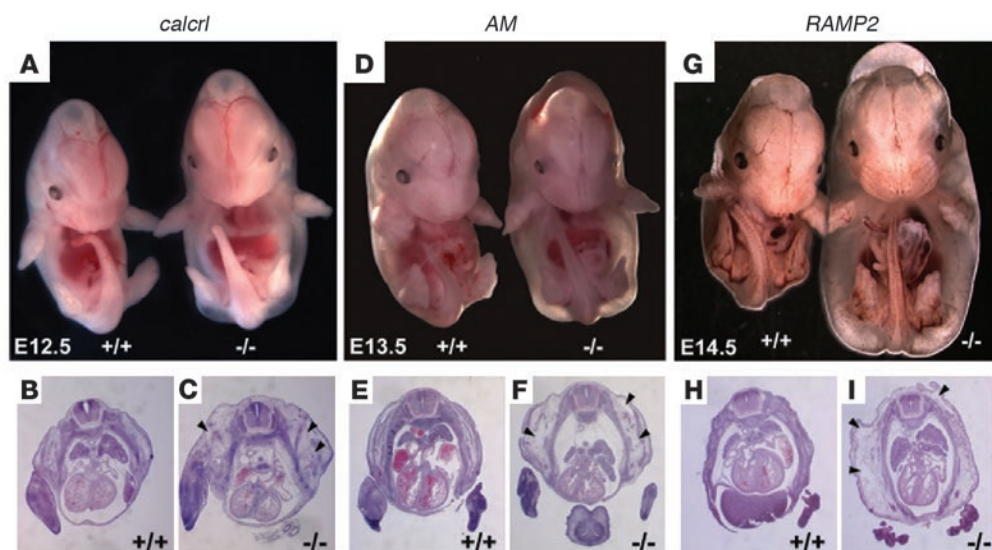 calcrl AM RAMP2
A D G
E12.5 +/+ -/- E13.5 +/+ -/- E14.5 +/+ -/-
B C E F H I
+/+ -/- +/+ -/- +/+ -/-